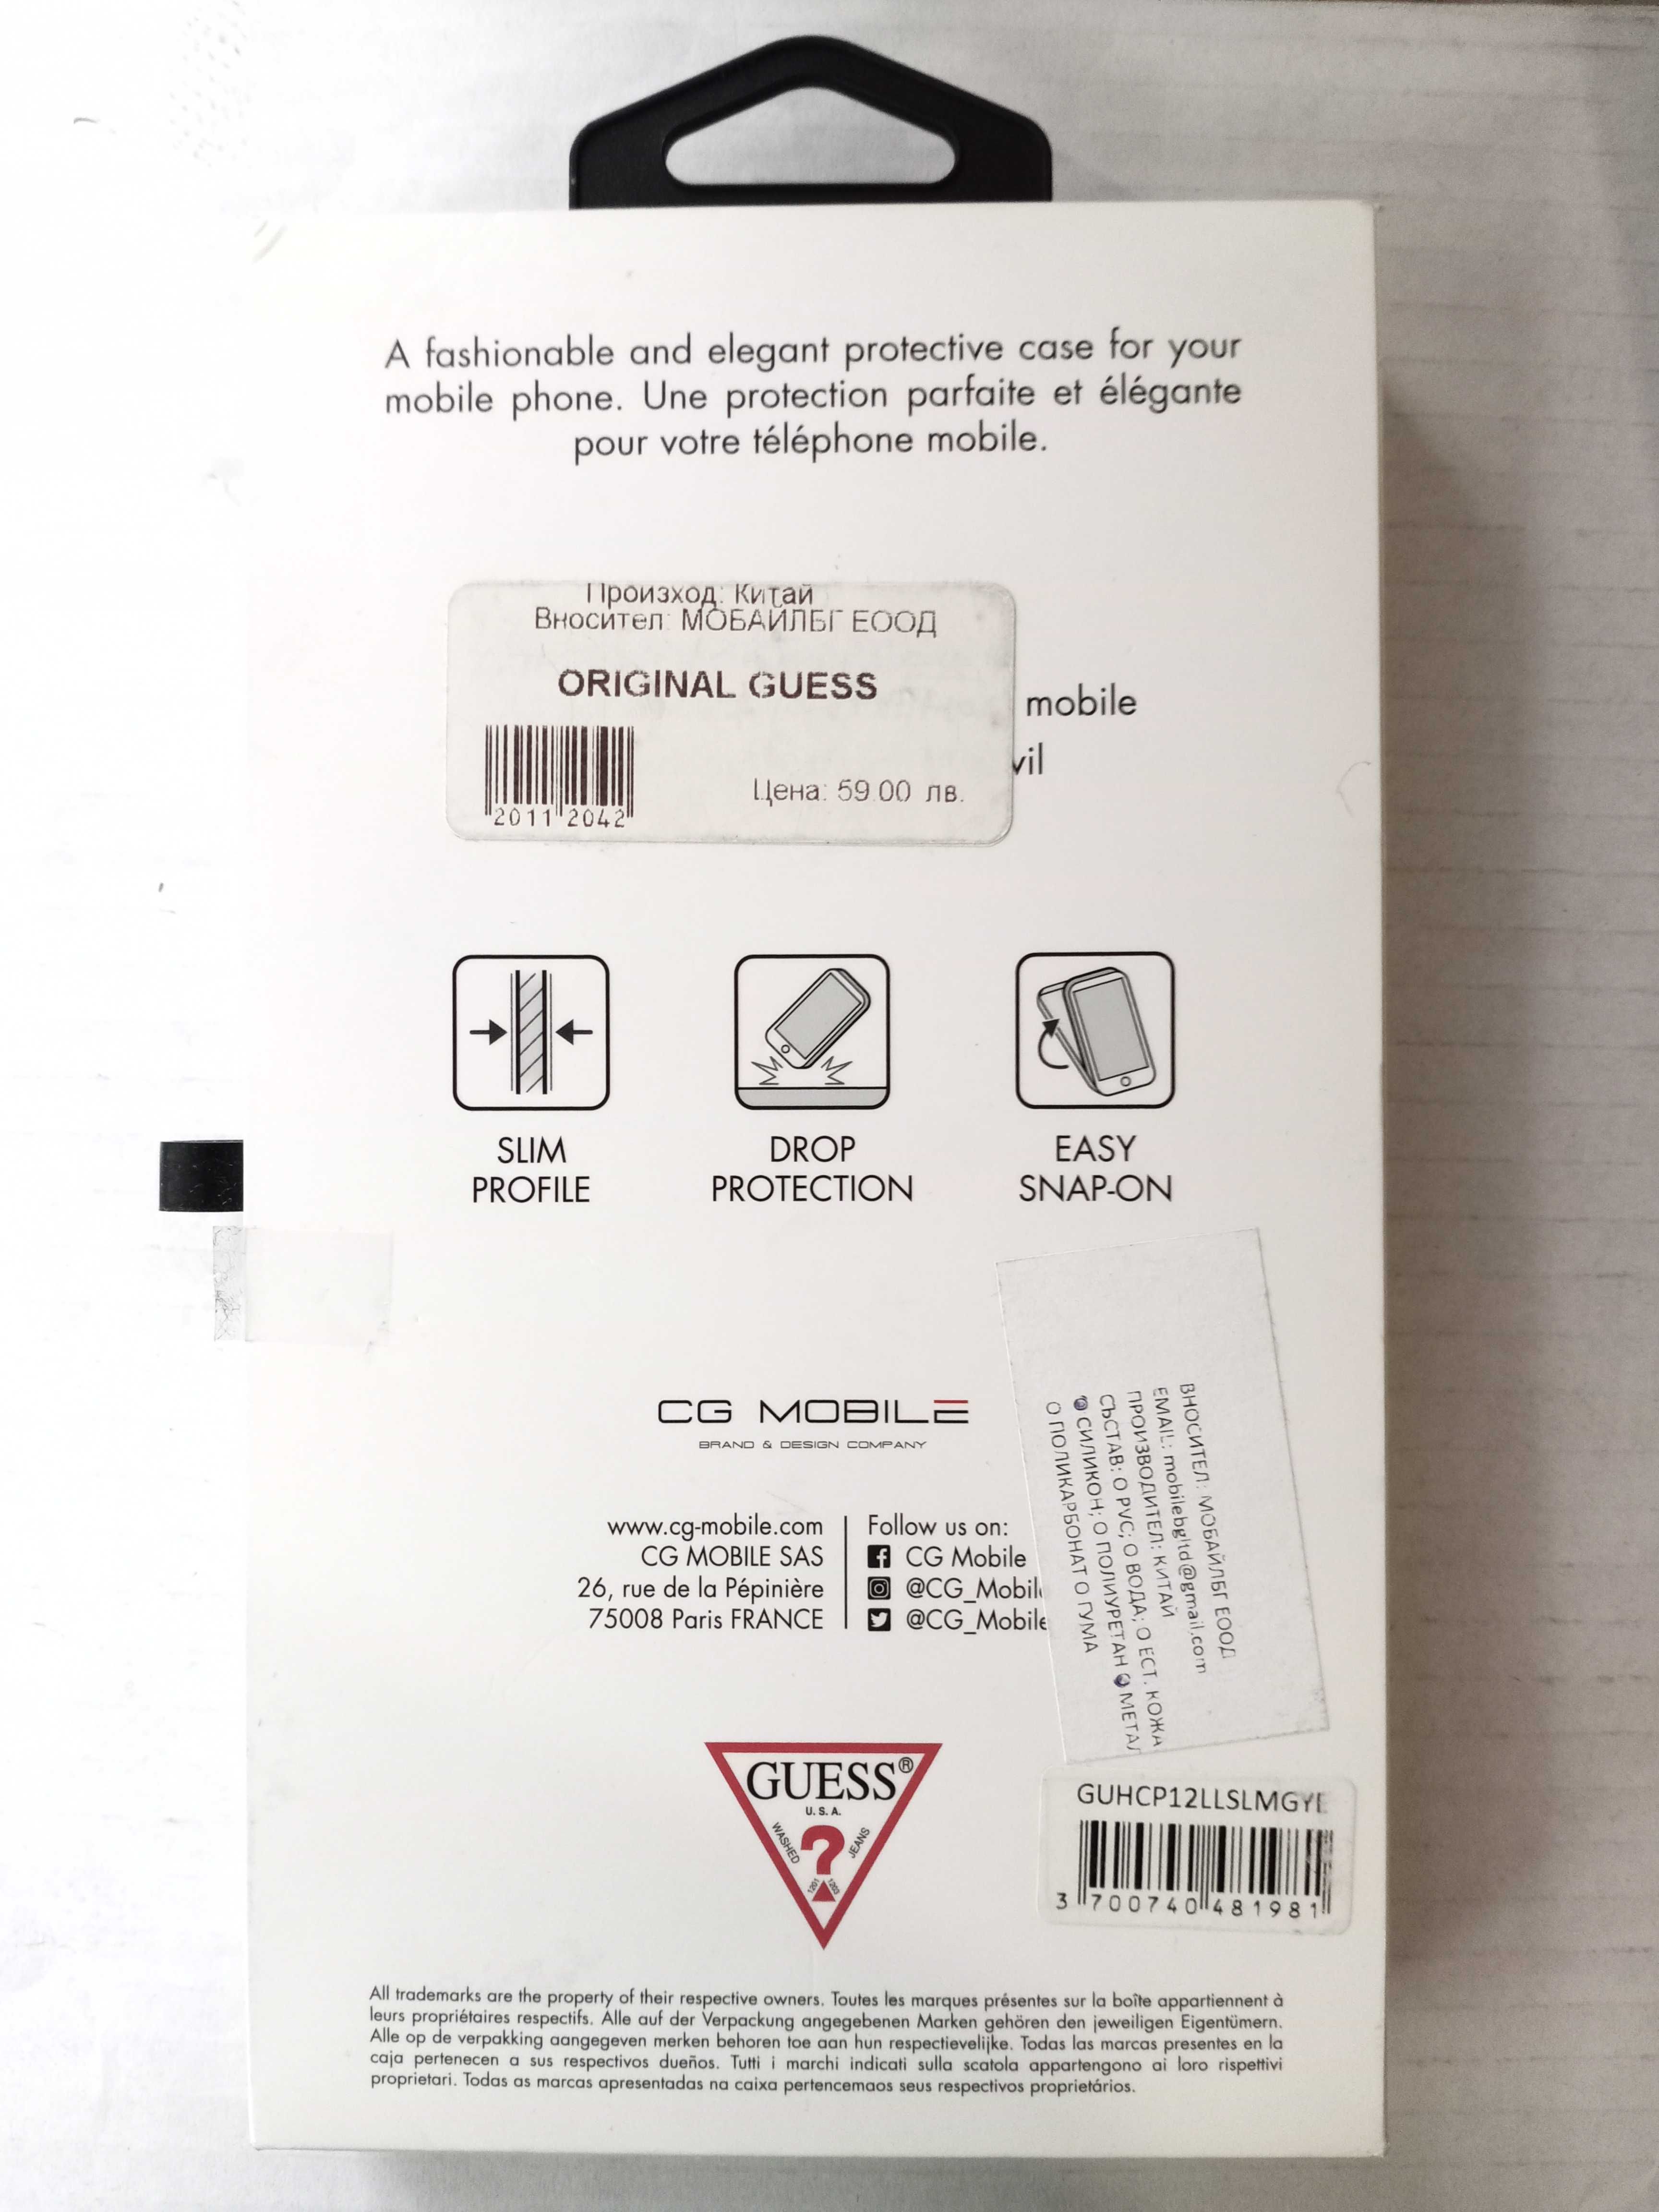 A fashionable and elegant protective case for your
mobile phone. Une protection parfaite et élégante
pour votre téléphone mobile.
Произход: Китай
Вносител: МОБАЙЛБГ ЕООД
ORIGINAL GUESS
2011 2042
Цена: 59.00 лв.
mobile
vil
SLIM
PROFILE
DROP
PROTECTION
EASY
SNAP-ON
CG MOBILE
BRAND & DESIGN COMPANY
www.cg-mobile.com
CG MOBILE SAS
26, rue de la Pépinière
75008 Paris FRANCE
Follow us on:
CG Mobile
@CG_Mobile
@CG_Mobile
ВНОСИТЕЛ: МОБАЙЛБГ ЕООД
EMAIL: mobilebgltd@gmail.com
ПРОИЗВОДИТЕЛ: КИТАЙ
СЪСТАВ: О PVC; О ВОДА; О ЕСТ. КОЖА
О СИЛИКОН; О ПОЛИУРЕТАН О МЕТАЛ
О ПОЛИКАРБОНАТ О ГУМА
GUESS®
U.S.A.
WASHED
?
JEANS
1201 1203
GUHCP12LLSLMGYE
3 700740 481981
All trademarks are the property of their respective owners. Toutes les marques présentes sur la boîte appartiennent à
leurs propriétaires respectifs. Alle auf der Verpackung angegebenen Marken gehören den jeweiligen Eigentümern.
Alle op de verpakking aangegeven merken behoren toe aan hun respectievelijke. Todas las marcas presentes en la
caja pertenecen a sus respectivos dueños. Tutti i marchi indicati sulla scatola appartengono ai loro rispettivi
proprietari. Todas as marcas apresentadas na caixa pertencemaos seus respectivos proprietários.